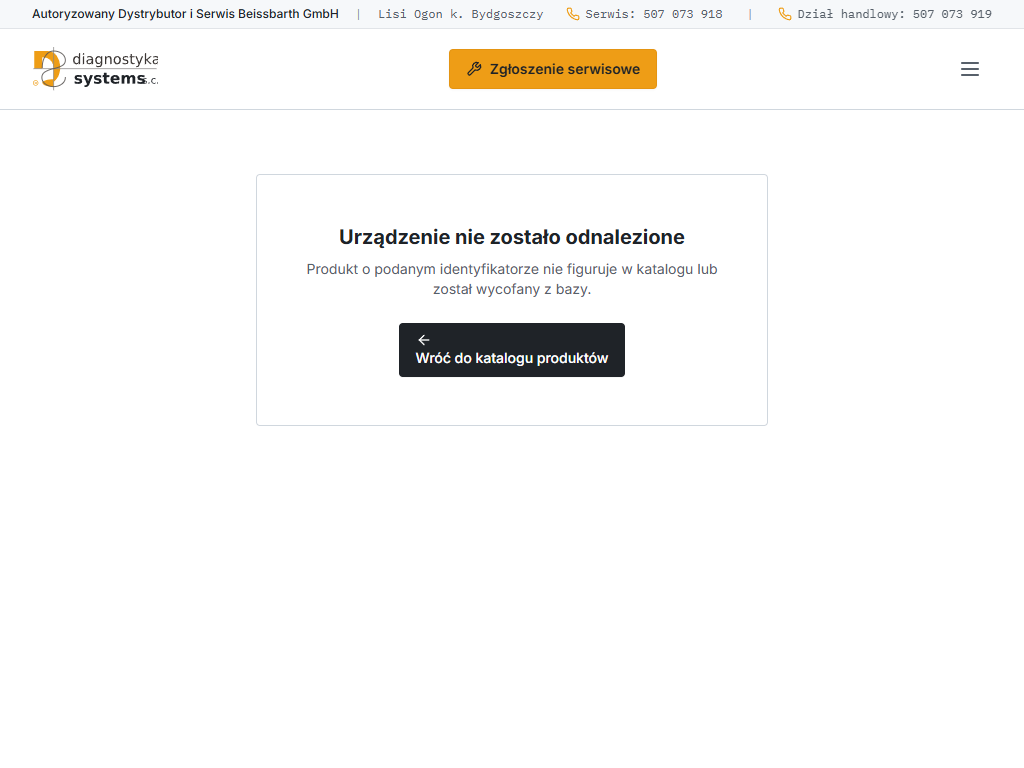 Autoryzowany Dystrybutor i Serwis Beissbarth GmbH | Lisi Ogon k. Bydgoszczy Serwis: 507 073 918 | Dział handlowy: 507 073 919
diagnostyka
systems s.c.
Zgłoszenie serwisowe
Urządzenie nie zostało odnalezione
Produkt o podanym identyfikatorze nie figuruje w katalogu lub
został wycofany z bazy.
Wróć do katalogu produktów